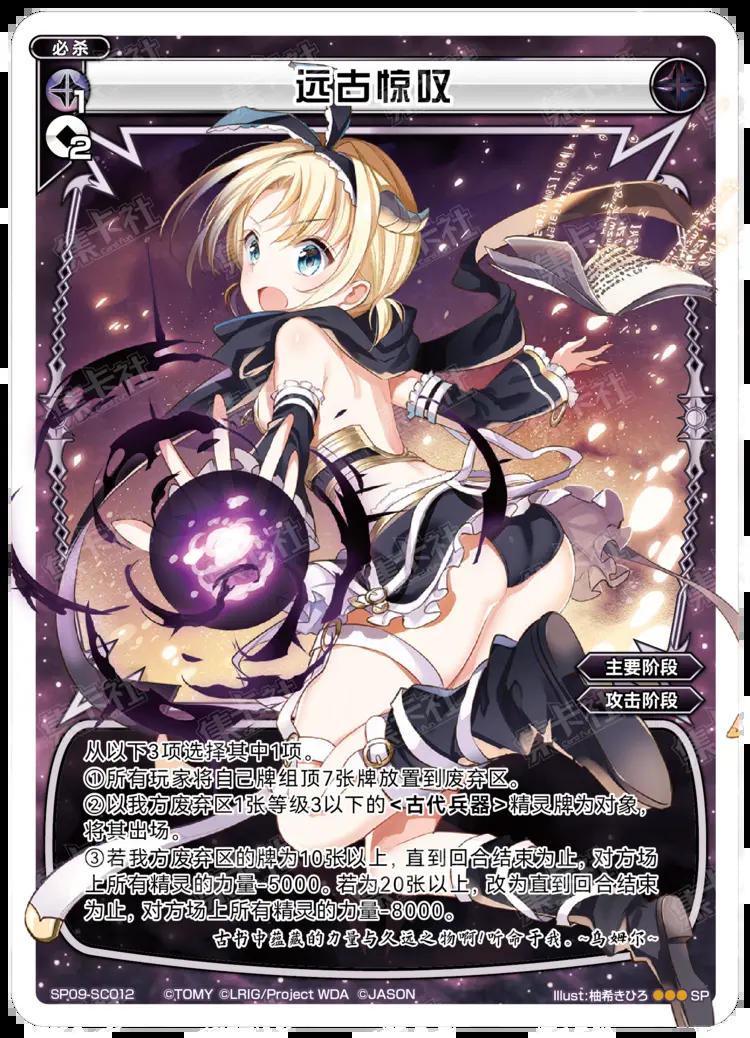 必杀
远古惊叹
1
2
主要阶段
攻击阶段
从以下3项选择其中1项。
①所有玩家将自己牌组顶7张牌放置到废弃区。
②以我方废弃区1张等级3以下的<古代兵器>精灵牌为对象，
将其出场。
③若我方废弃区的牌为10张以上，直到回合结束为止，对方场
上所有精灵的力量-5000。若为20张以上，改为直到回合结束
为止，对方场上所有精灵的力量-8000。
古书中蕴藏的力量与久远之物啊！听命于我。~乌姆尔~
SP09-SC012 ©TOMY ©LRIG/Project WDA ©JASON
Illust:柚希きひろ SP
集卡社